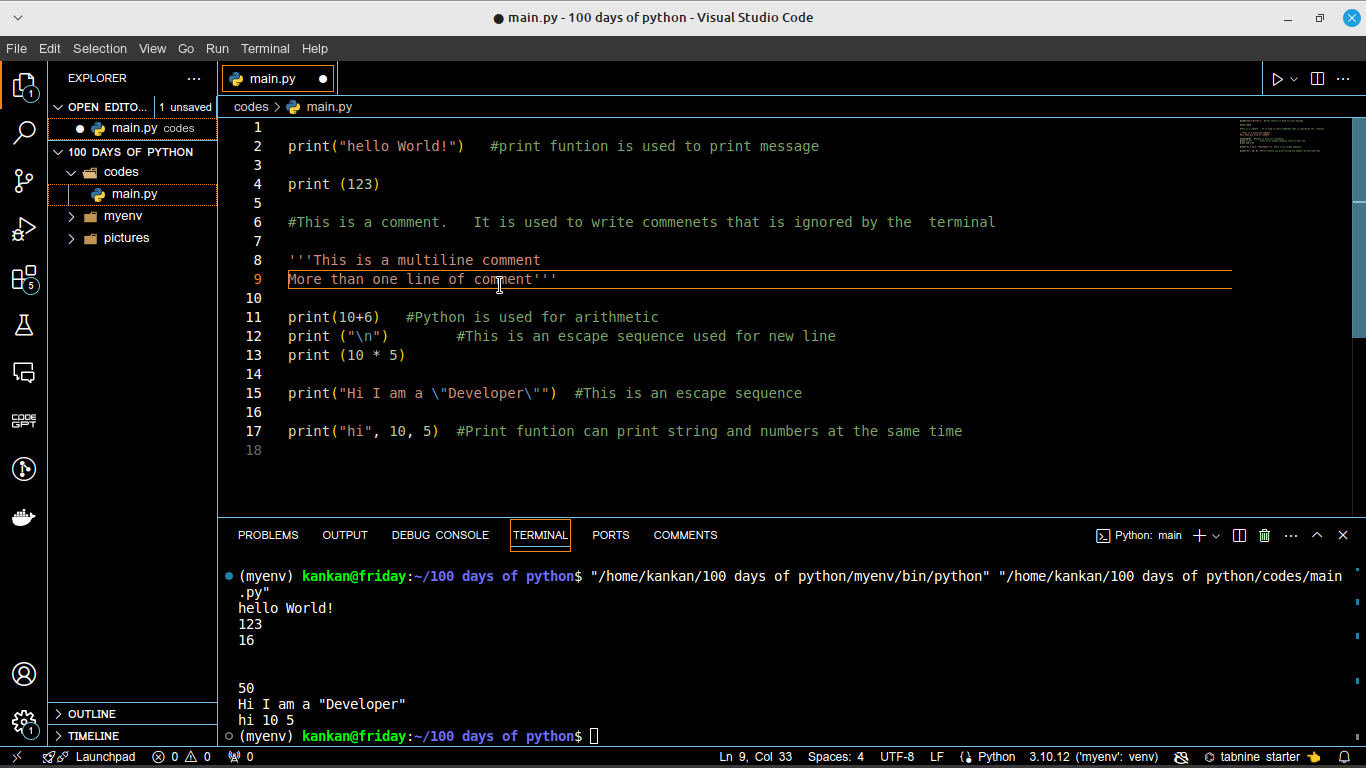 ● main.py - 100 days of python - Visual Studio Code
File Edit Selection View Go Run Terminal Help
EXPLORER
OPEN EDITO... 1 unsaved
main.py codes
100 DAYS OF PYTHON
codes
main.py
myenv
pictures
OUTLINE
TIMELINE
1
5
CODE
GPT
1
main.py
codes > main.py
1
2 print("hello World!")   #print funtion is used to print message
3
4 print (123)
5
6 #This is a comment.   It is used to write commenets that is ignored by the  terminal
7
8 '''This is a multiline comment
9 More than one line of comment'''
10
11 print(10+6)   #Python is used for arithmetic
12 print ("\n")        #This is an escape sequence used for new line
13 print (10 * 5)
14
15 print("Hi I am a \"Developer\"")  #This is an escape sequence
16
17 print("hi", 10, 5)  #Print funtion can print string and numbers at the same time
18
PROBLEMS OUTPUT DEBUG CONSOLE TERMINAL PORTS COMMENTS
Python: main
(myenv) kankan@friday:~/100 days of python$ "/home/kankan/100 days of python/myenv/bin/python" "/home/kankan/100 days of python/codes/main
.py"
hello World!
123
16
50
Hi I am a "Developer"
hi 10 5
(myenv) kankan@friday:~/100 days of python$
Launchpad 0 0 0 Ln 9, Col 33 Spaces: 4 UTF-8 LF Python 3.10.12 ('myenv': venv) tabnine starter 👈